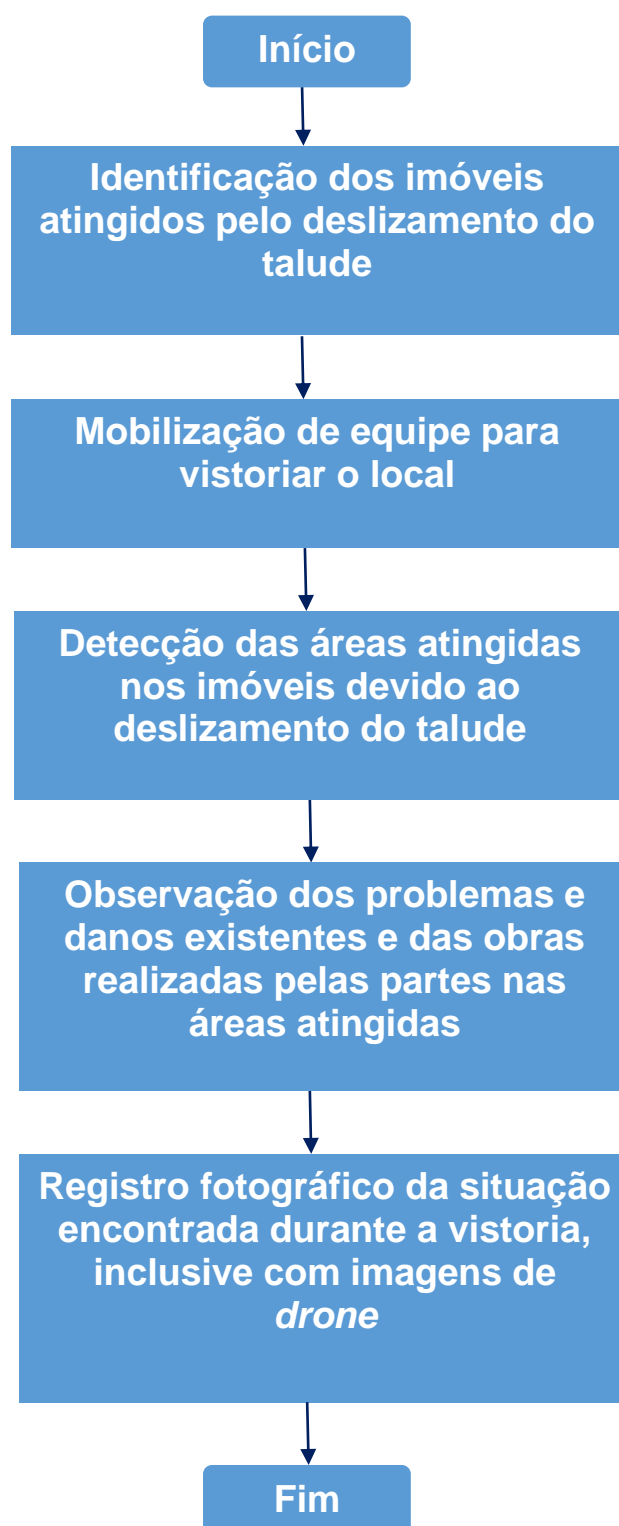 Início
Identificação dos imóveis
atingidos pelo deslizamento do
talude
Mobilização de equipe para
vistoriar o local
Detecção das áreas atingidas
nos imóveis devido ao
deslizamento do talude
Observação dos problemas e
danos existentes e das obras
realizadas pelas partes nas
áreas atingidas
Registro fotográfico da situação
encontrada durante a vistoria,
inclusive com imagens de
drone
Fim